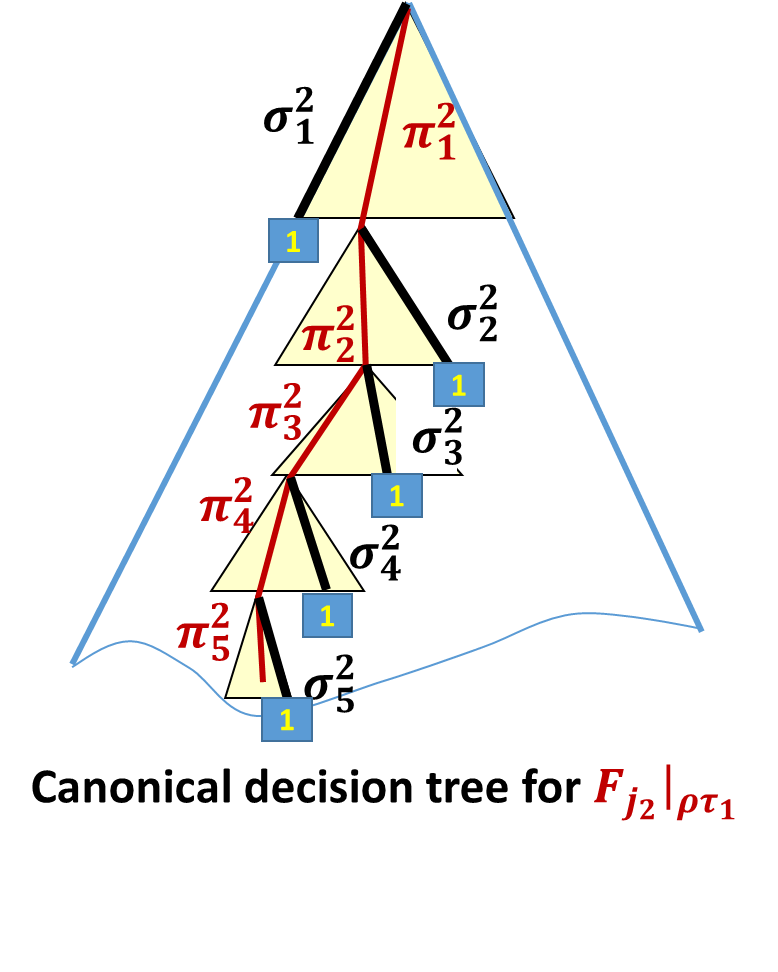 σ₁²
π₁²
1
σ₂²
π₂²
1
π₃²
σ₃²
1
π₄²
σ₄²
1
π₅²
σ₅²
1
Canonical decision tree for F_{j₂}|_{ρτ₁}